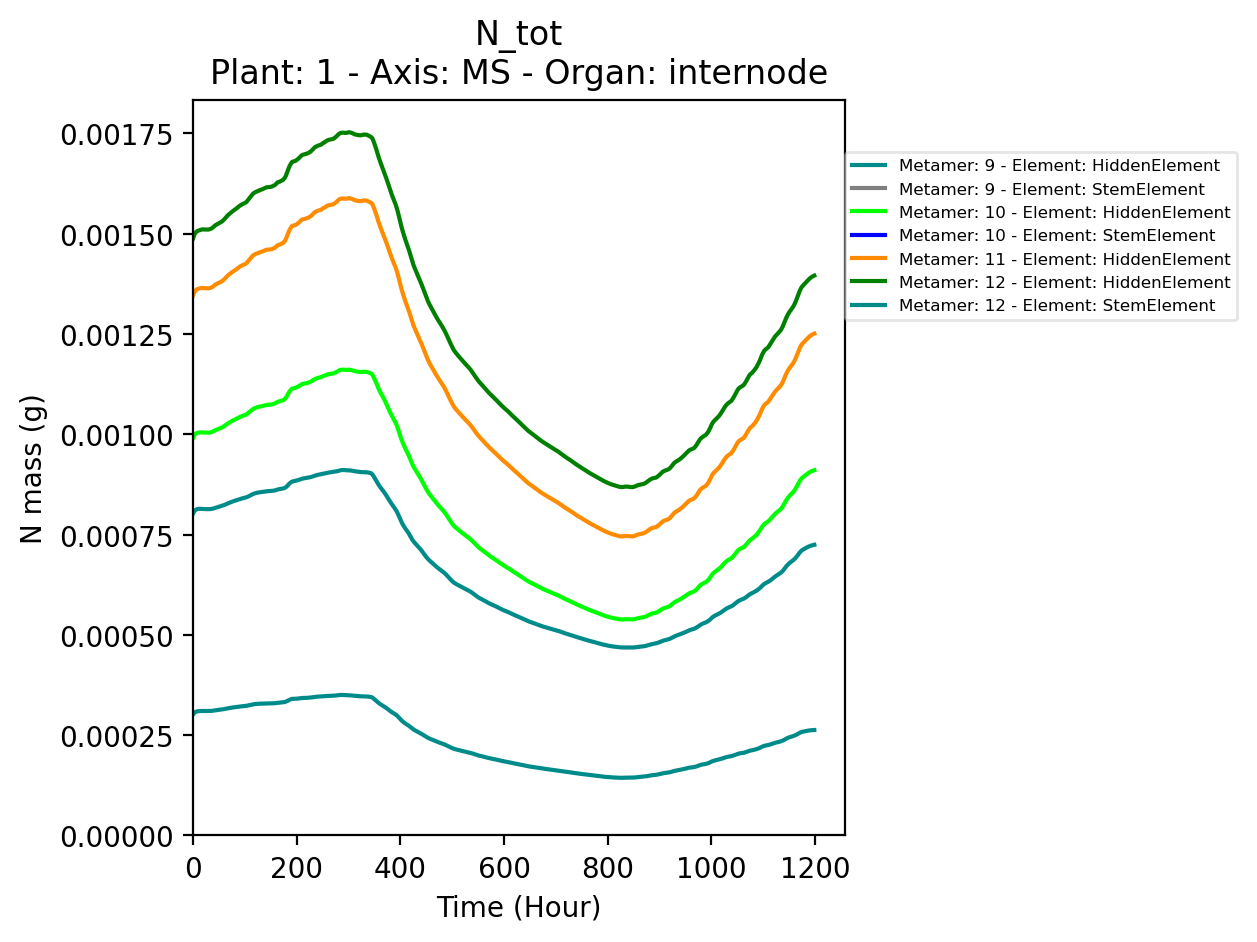 N_tot
Plant: 1 - Axis: MS - Organ: internode
0.00175
0.00150
0.00125
0.00100
0.00075
0.00050
0.00025
0.00000
N mass (g)
0 200 400 600 800 1000 1200
Time (Hour)
Metamer: 9 - Element: HiddenElement
Metamer: 9 - Element: StemElement
Metamer: 10 - Element: HiddenElement
Metamer: 10 - Element: StemElement
Metamer: 11 - Element: HiddenElement
Metamer: 12 - Element: HiddenElement
Metamer: 12 - Element: StemElement